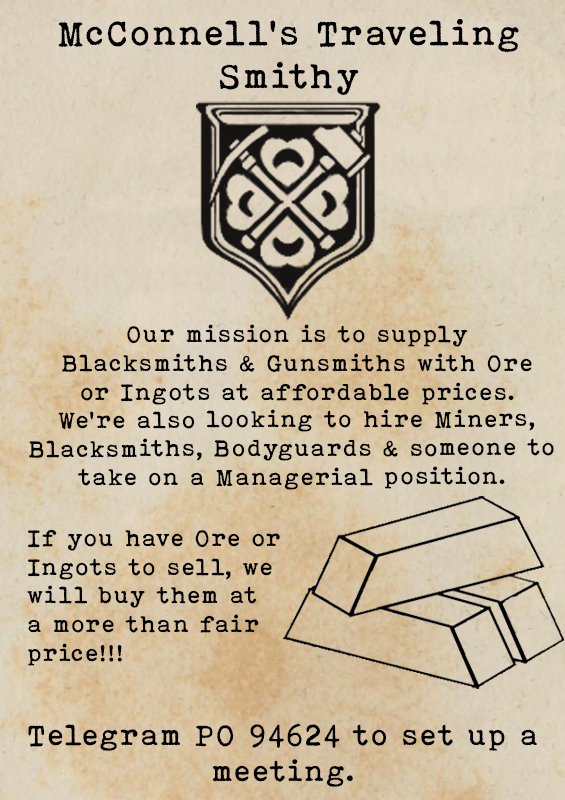 McConnell's Traveling
Smithy
Our mission is to supply
Blacksmiths & Gunsmiths with Ore
or Ingots at affordable prices.
We're also looking to hire Miners,
Blacksmiths, Bodyguards & someone to
take on a Managerial position.
If you have Ore or
Ingots to sell, we
will buy them at
a more than fair
price!!!
Telegram PO 94624 to set up a
meeting.